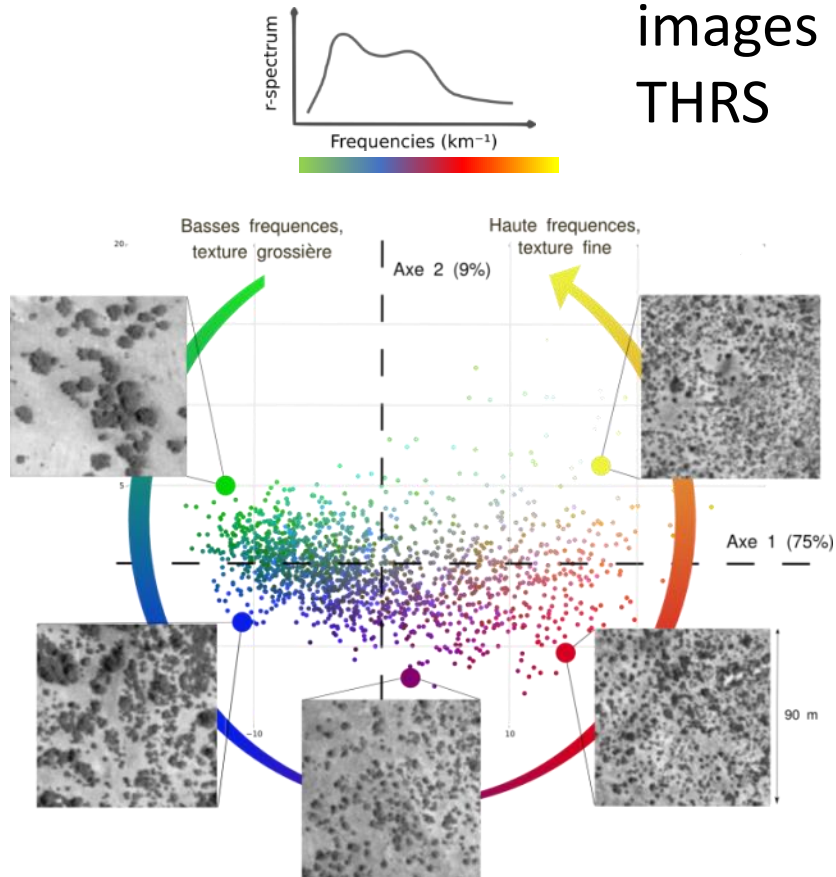 images
THRS
r-spectrum
Frequencies (km⁻¹)
Basses frequences,
texture grossière
Haute frequences,
texture fine
20
Axe 2 (9%)
5
Axe 1 (75%)
-10
10
90 m